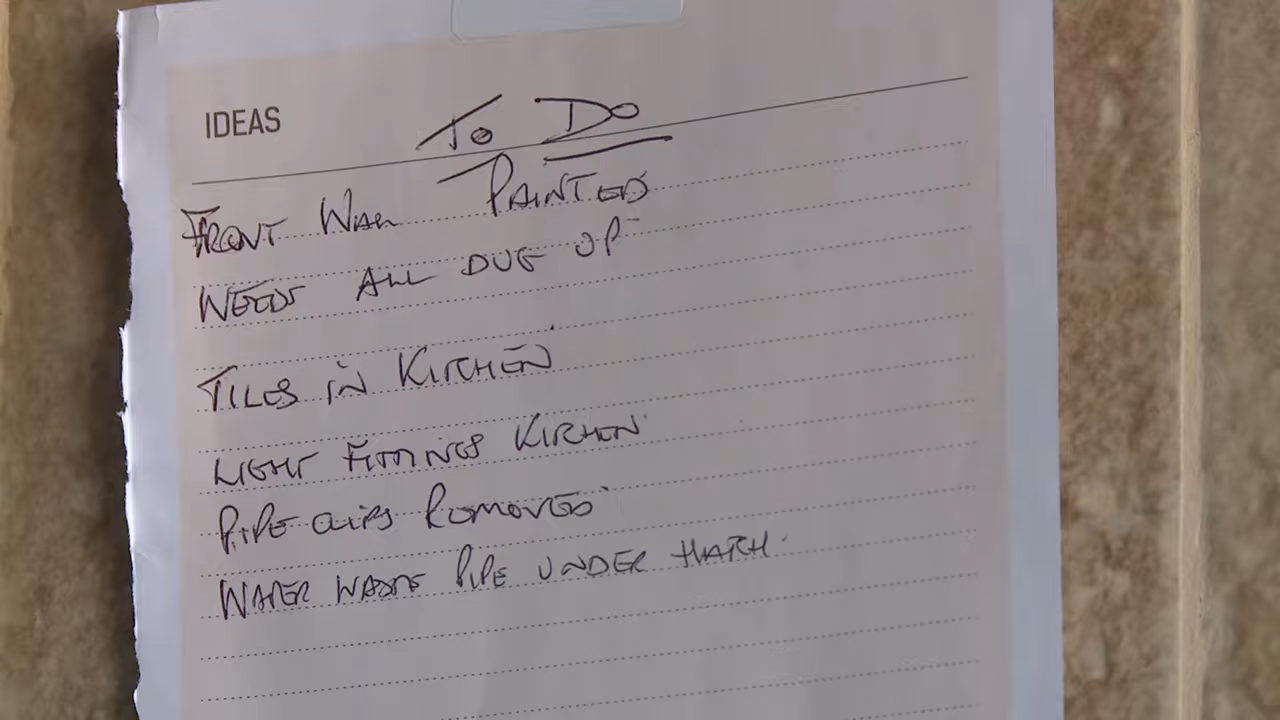 IDEAS
TO DO
FRONT WALL PAINTED
WEEDS ALL DUG UP
TILES IN KITCHEN
LIGHT FITTINGS KITCHEN
PIPE CLIPS REMOVED
WATER WASTE PIPE UNDER HATCH.